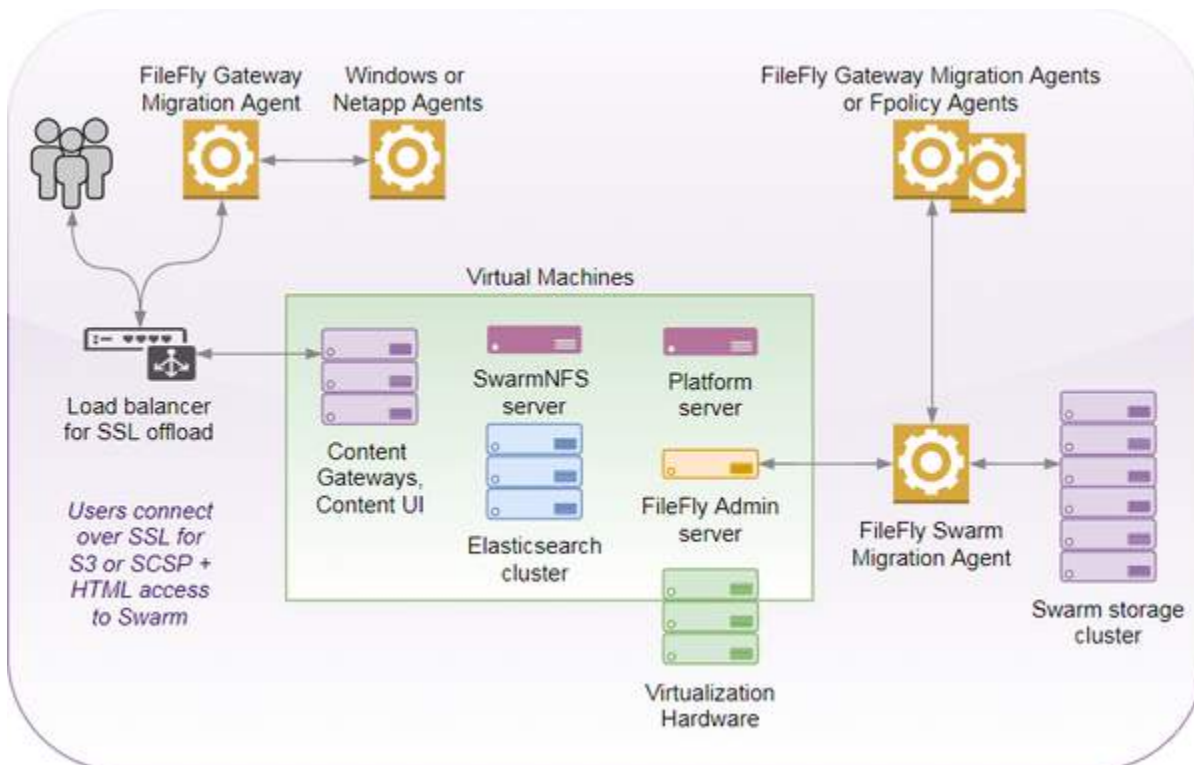 FileFly Gateway
Migration Agent
Windows or
Netapp Agents
FileFly Gateway Migration Agents
or Fpolicy Agents
Virtual Machines
Load balancer
for SSL offload
Users connect
over SSL for
S3 or SCSP +
HTML access
to Swarm
Content
Gateways,
Content UI
SwarmNFS
server
Elasticsearch
cluster
Platform
server
FileFly Admin
server
Virtualization
Hardware
FileFly Swarm
Migration Agent
Swarm storage
cluster